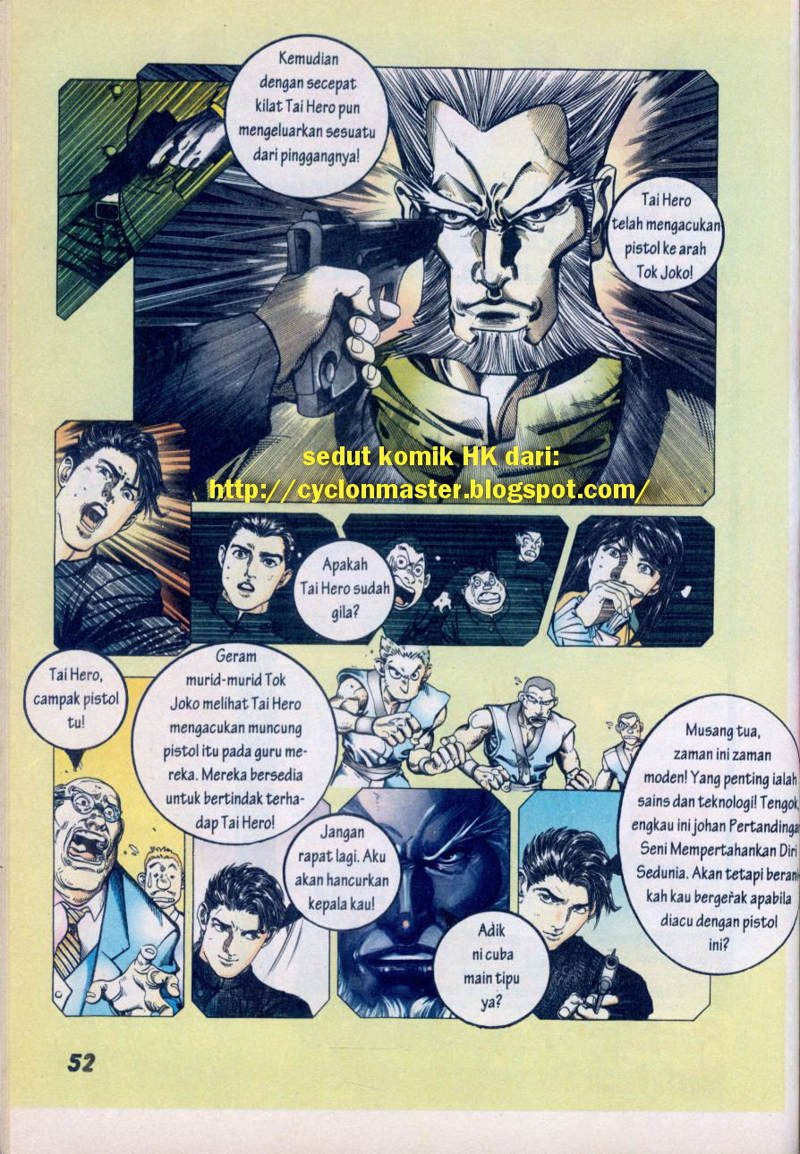 Kemudian
dengan secepat
kilat Tai Hero pun
mengeluarkan sesuatu
dari pinggangnya!
Tai Hero
telah mengacukan
pistol ke arah
Tok Joko!
sedut komik HK dari:
http://cyclonmaster.blogspot.com/
Apakah
Tai Hero sudah
gila?
Tai Hero,
campak pistol
tu!
Geram
murid-murid Tok
Joko melihat Tai Hero
mengacukan muncung
pistol itu pada guru me-
reka. Mereka bersedia
untuk bertindak terha-
dap Tai Hero!
Jangan
rapat lagi. Aku
akan hancurkan
kepala kau!
Adik
ni cuba
main tipu
ya?
Musang tua,
zaman ini zaman
moden! Yang penting ialah
sains dan teknologi! Tengok
engkau ini johan Pertandinga
Seni Mempertahankan Diri
Sedunia. Akan tetapi beran
kah kau bergerak apabila
diacu dengan pistol
ini?
52